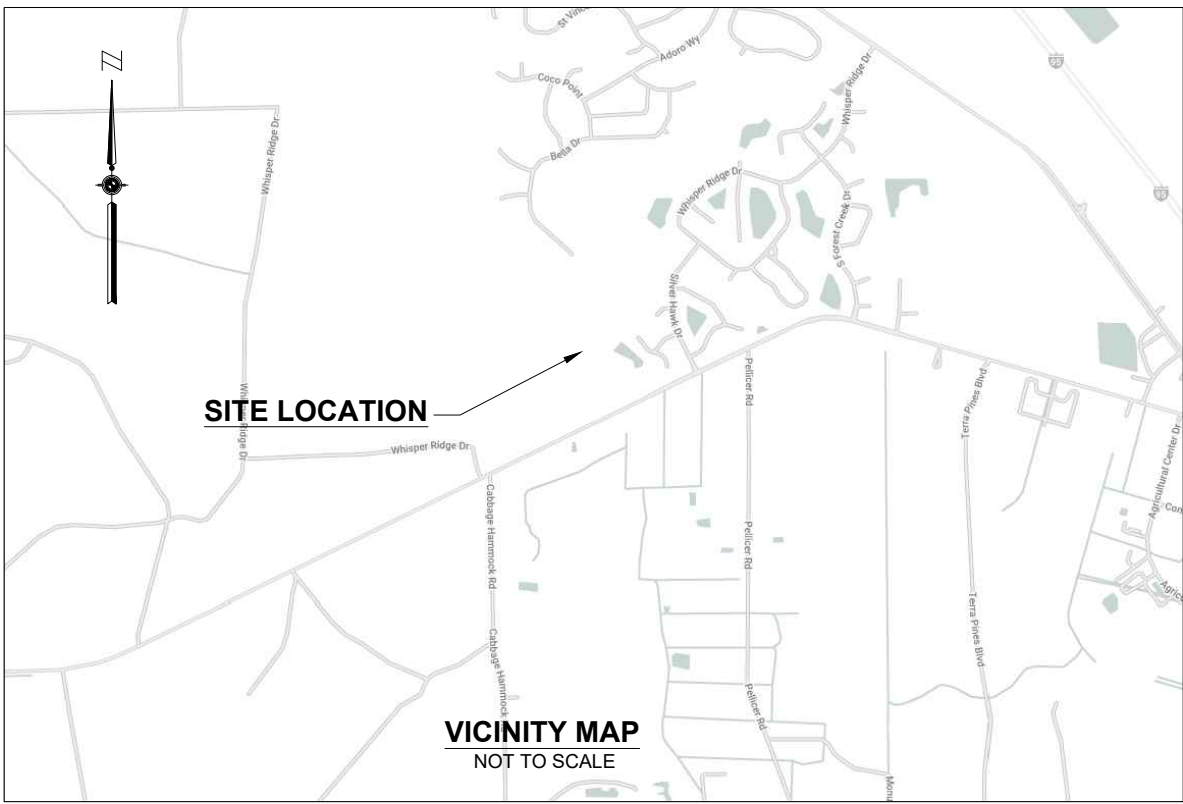 N
St Vinc
Adoro Wy
95
Coco Point
Whisper Ridge Dr
Whisper Ridge Dr
Bella Dr
Whisper Ridge Dr
95
S Forest Creek Dr
Silver Hawk Dr
Pellicer Rd
Terra Pines Blvd
SITE LOCATION
Whisper Ridge Dr
Whisper Ridge Dr
Agricultural Center Dr
Cabbage Hammock Rd
Pellicer Rd
Com
Agricu
Terra Pines Blvd
Cabbage Hammock Rd
Pellicer Rd
VICINITY MAP
NOT TO SCALE
Monu